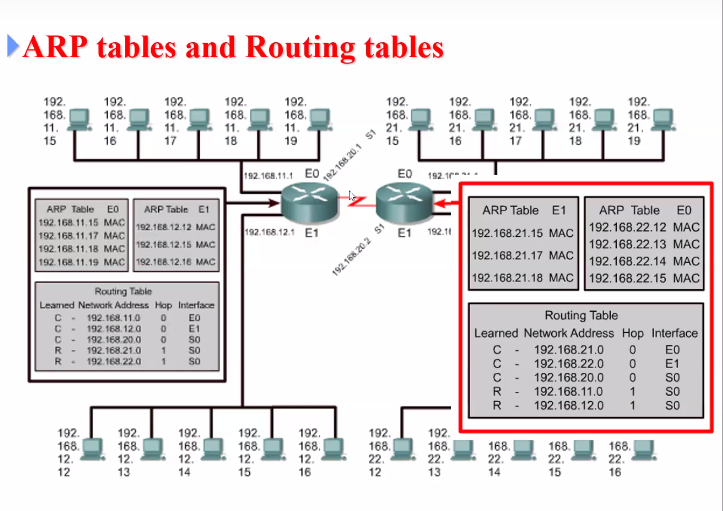 ARP tables and Routing tables
192. 168. 11. 15
192. 168. 11. 16
192. 168. 11. 17
192. 168. 11. 18
192. 168. 11. 19
192. 168. 21. 15
192. 168. 21. 16
192. 168. 21. 17
192. 168. 21. 18
192. 168. 21. 19
192.168.11.1 E0
192.168.20.1 S1
E0
192.168.12.1 E1
192.168.20.2 S1
E1
ARP Table E0
192.168.11.15 MAC
192.168.11.17 MAC
192.168.11.18 MAC
192.168.11.19 MAC
ARP Table E1
192.168.12.12 MAC
192.168.12.15 MAC
192.168.12.16 MAC
Routing Table
Learned Network Address Hop Interface
C - 192.168.11.0 0 E0
C - 192.168.12.0 0 E1
C - 192.168.20.0 0 S0
R - 192.168.21.0 1 S0
R - 192.168.22.0 1 S0
ARP Table E1
192.168.21.15 MAC
192.168.21.17 MAC
192.168.21.18 MAC
ARP Table E0
192.168.22.12 MAC
192.168.22.13 MAC
192.168.22.14 MAC
192.168.22.15 MAC
Routing Table
Learned Network Address Hop Interface
C - 192.168.21.0 0 E0
C - 192.168.22.0 0 E1
C - 192.168.20.0 0 S0
R - 192.168.11.0 1 S0
R - 192.168.12.0 1 S0
192. 168. 12. 12
192. 168. 12. 13
192. 168. 12. 14
192. 168. 12. 15
192. 168. 12. 16
192. 168. 22. 12
192. 168. 22. 13
168. 22. 14
168. 22. 15
168. 22. 16